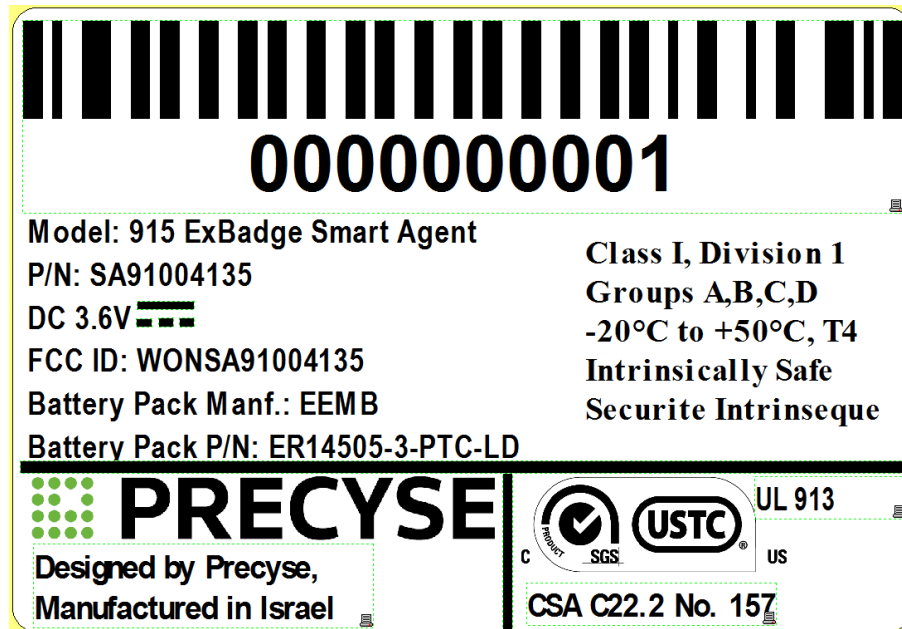 0000000001
Model: 915 ExBadge Smart Agent
P/N: SA91004135
DC 3.6V
FCC ID: WONSA91004135
Battery Pack Manf.: EEMB
Battery Pack P/N: ER14505-3-PTC-LD
Class I, Division 1
Groups A,B,C,D
-20°C to +50°C, T4
Intrinsically Safe
Securite Intrinseque
PRECYSE
Designed by Precyse,
Manufactured in Israel
PRODUCT
SGS
USTC
®
C
US
UL 913
CSA C22.2 No. 157